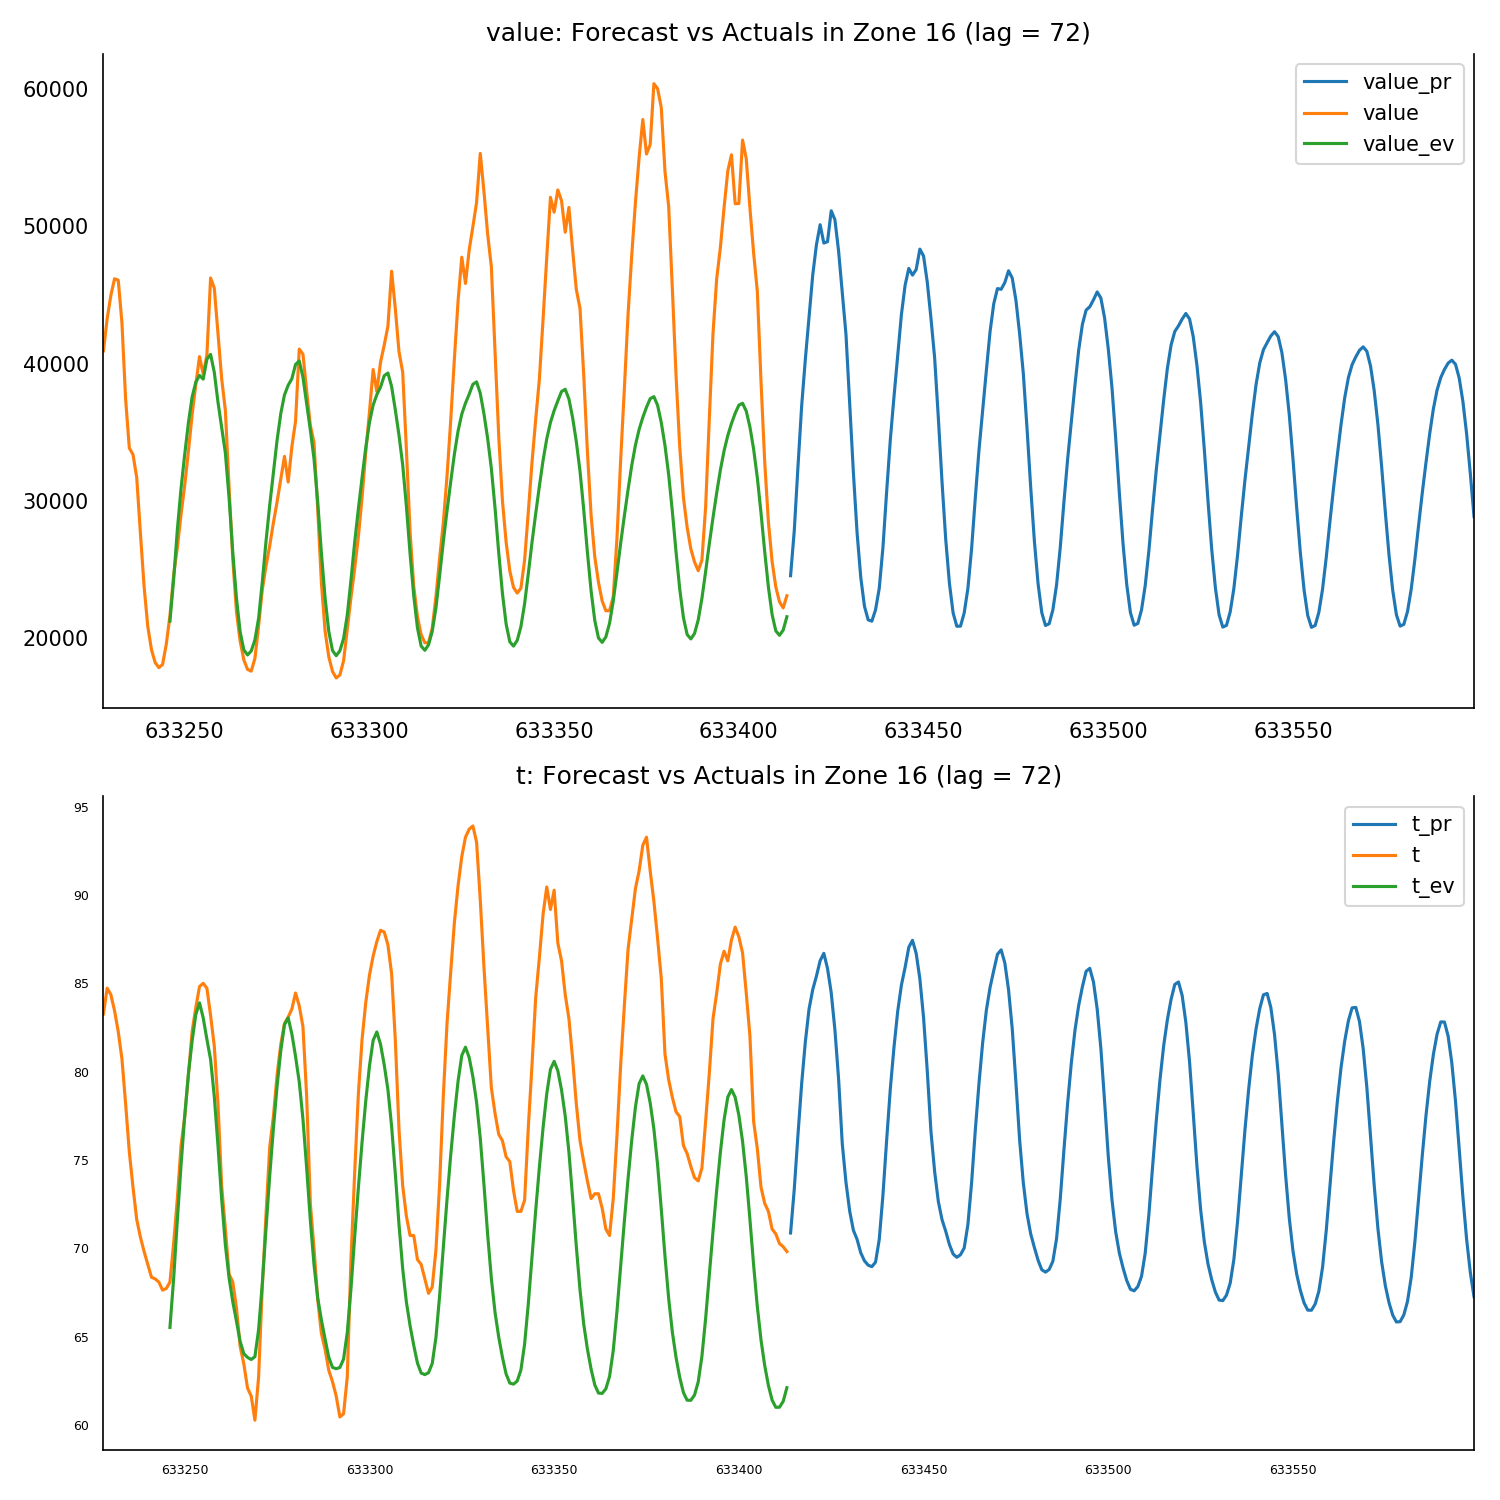 value: Forecast vs Actuals in Zone 16 (lag = 72)
60000
50000
40000
30000
20000
value_pr
value
value_ev
633250 633300 633350 633400 633450 633500 633550
t: Forecast vs Actuals in Zone 16 (lag = 72)
95
90
85
80
75
70
65
60
t_pr
t
t_ev
633250 633300 633350 633400 633450 633500 633550